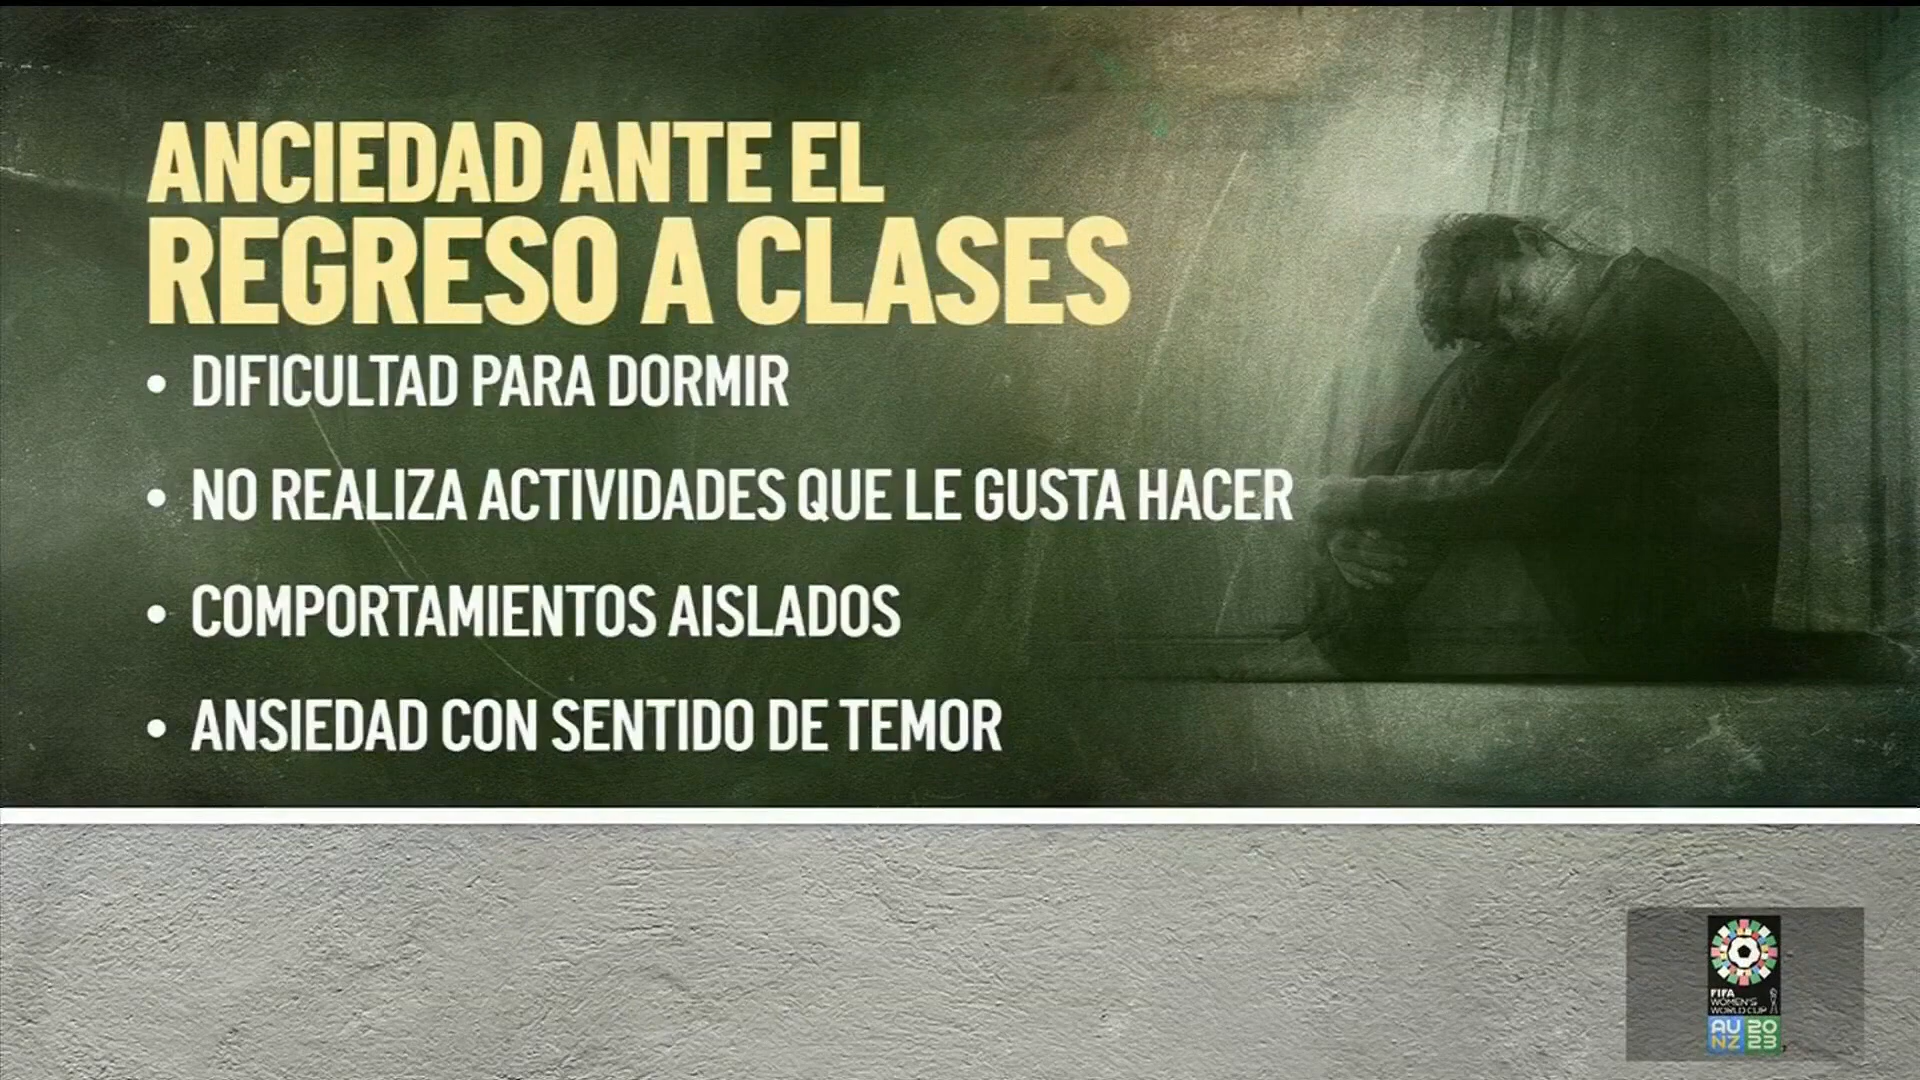 ANCIEDAD ANTE EL
REGRESO A CLASES
• DIFICULTAD PARA DORMIR
• NO REALIZA ACTIVIDADES QUE LE GUSTA HACER
• COMPORTAMIENTOS AISLADOS
• ANSIEDAD CON SENTIDO DE TEMOR
FIFA
WOMEN'S
WORLD CUP
AU 20
NZ 23